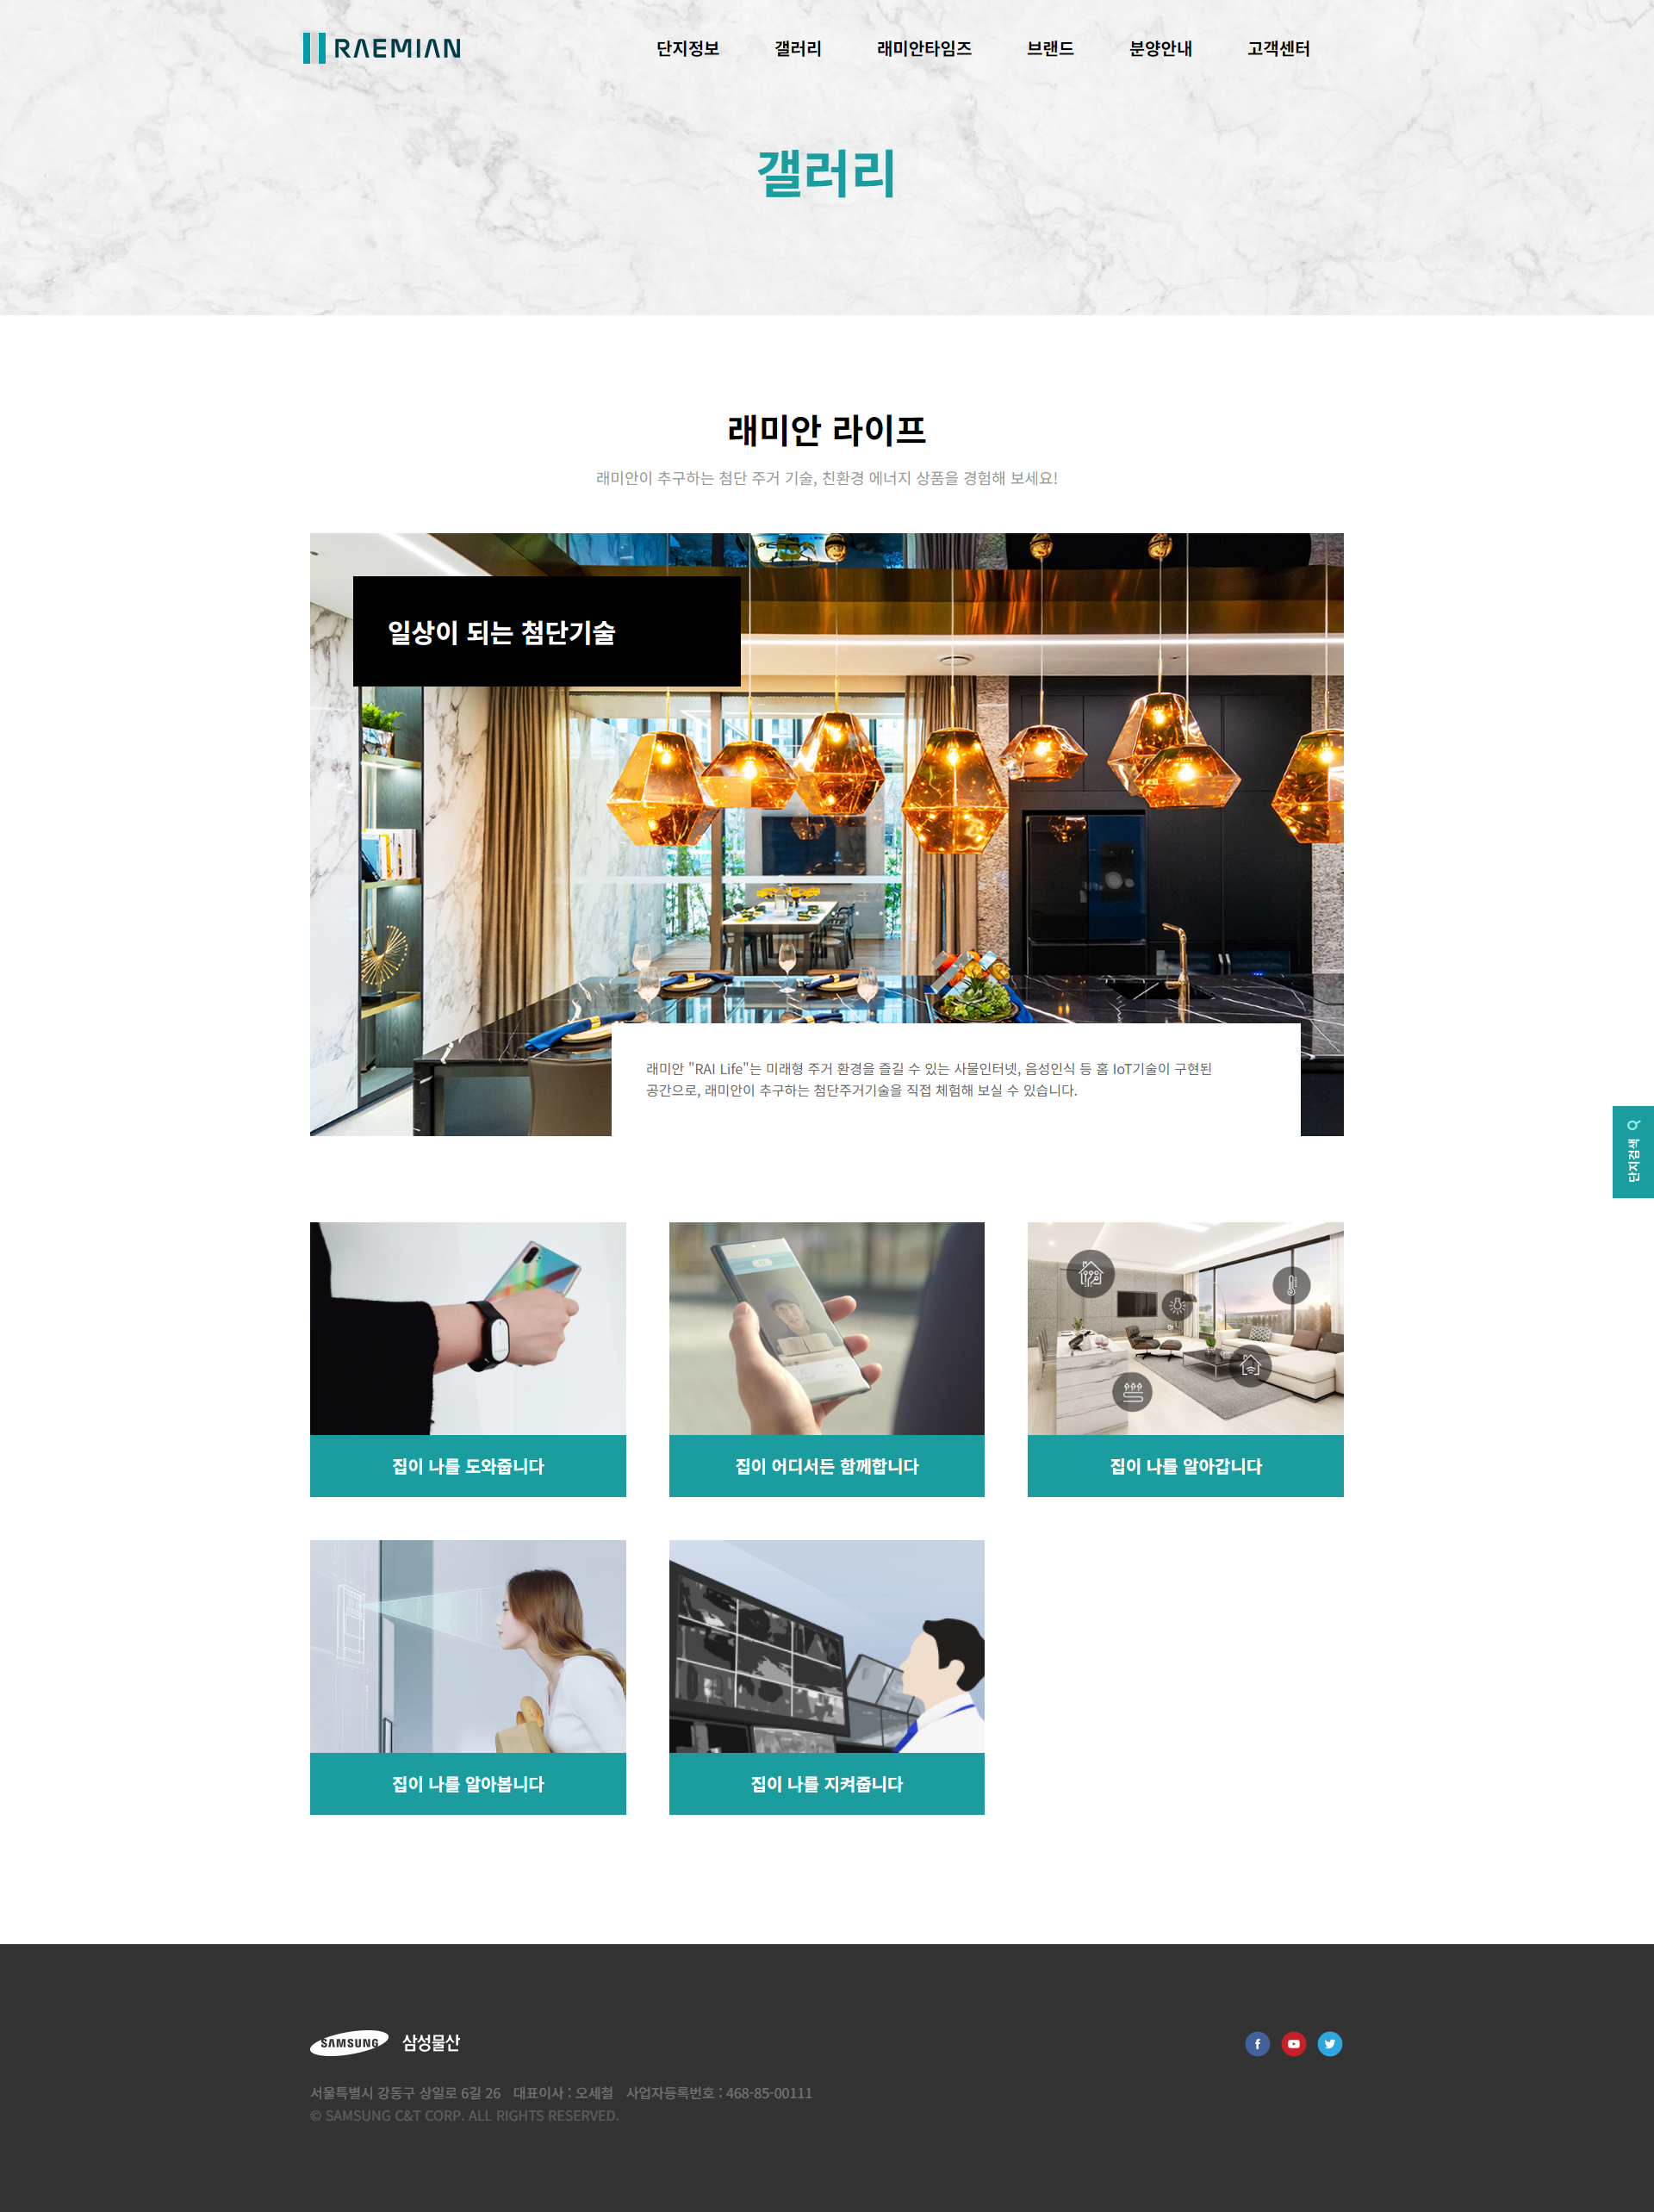 RAEMIAN
단지정보
갤러리
래미안타임즈
브랜드
분양안내
고객센터
갤러리
래미안 라이프
래미안이 추구하는 첨단 주거 기술, 친환경 에너지 상품을 경험해 보세요!
일상이 되는 첨단기술
래미안 "RAI Life"는 미래형 주거 환경을 즐길 수 있는 사물인터넷, 음성인식 등 홈 IoT기술이 구현된
공간으로, 래미안이 추구하는 첨단주거기술을 직접 체험해 보실 수 있습니다.
단지검색
집이 나를 도와줍니다
집이 어디서든 함께합니다
집이 나를 알아갑니다
집이 나를 알아봅니다
집이 나를 지켜줍니다
SAMSUNG 삼성물산
서울특별시 강동구 상일로 6길 26 대표이사 : 오세철 사업자등록번호 : 468-85-00111
© SAMSUNG C&T CORP. ALL RIGHTS RESERVED.